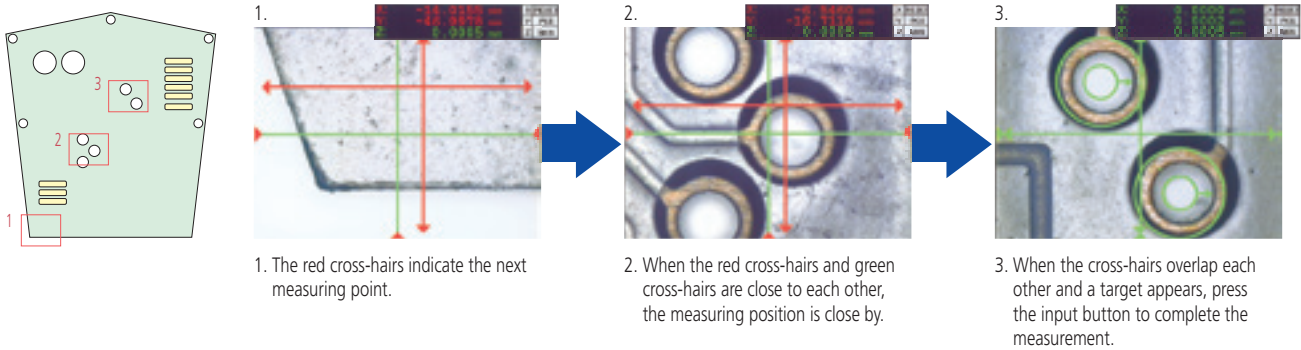 3
2
1
1.
2.
3.
1. The red cross-hairs indicate the next
measuring point.
2. When the red cross-hairs and green
cross-hairs are close to each other,
the measuring position is close by.
3. When the cross-hairs overlap each
other and a target appears, press
the input button to complete the
measurement.